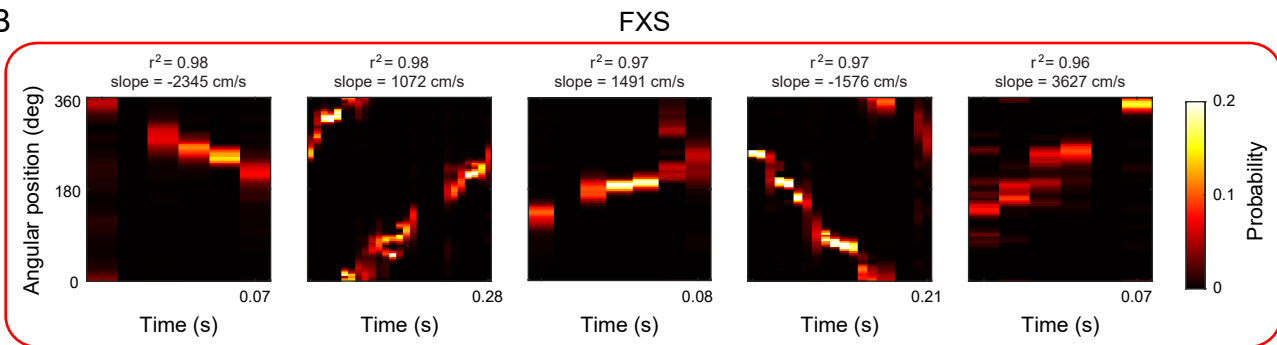 B
FXS
r² = 0.98
slope = -2345 cm/s
r² = 0.98
slope = 1072 cm/s
r² = 0.97
slope = 1491 cm/s
r² = 0.97
slope = -1576 cm/s
r² = 0.96
slope = 3627 cm/s
Angular position (deg)
360
180
0
0.07
0.28
0.08
0.21
0.07
Time (s)
Time (s)
Time (s)
Time (s)
Time (s)
0.2
0.1
0
Probability